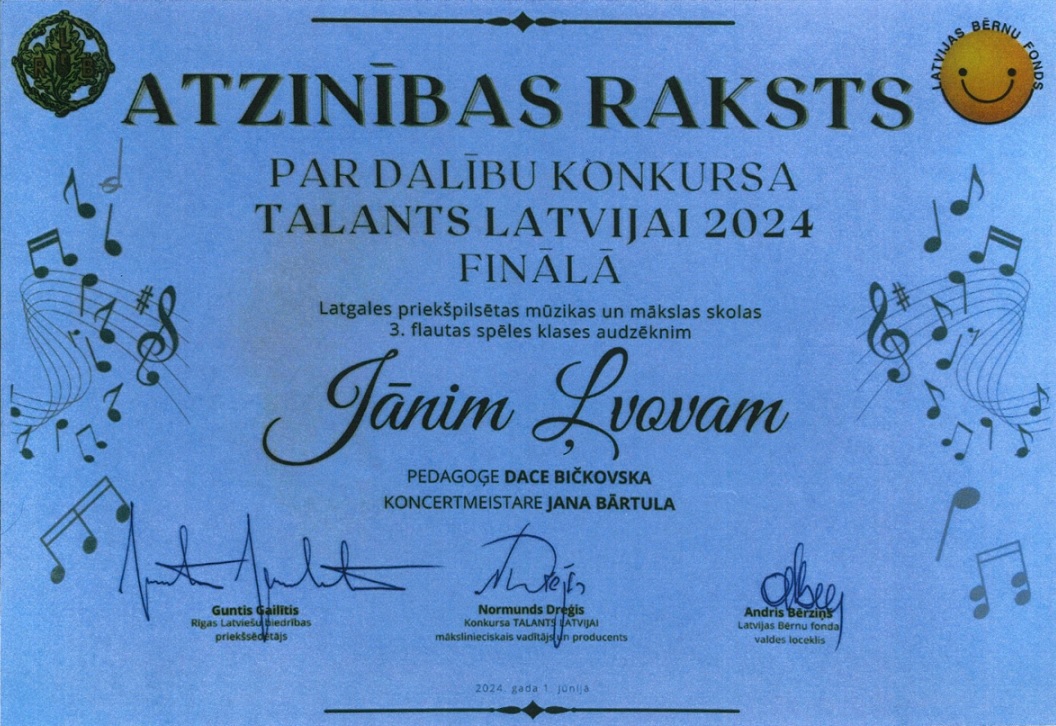 LATVIJAS BĒRNU FONDS
ATZINĪBAS RAKSTS
PAR DALĪBU KONKURSA
TALANTS LATVIJAI 2024
FINĀLĀ
Latgales priekšpilsētas mūzikas un mākslas skolas
3. flautas spēles klases audzēknim
Jānim Ļvovam
PEDAGOĢE DACE BIČKOVSKA
KONCERTMEISTARE JANA BĀRTULA
Guntis Gailītis
Rīgas Latviešu biedrības
priekšsēdētājs
Normunds Dreģis
Konkursa TALANTS LATVIJAI
mākslinieciskais vadītājs un producents
Andris Bērziņš
Latvijas Bērnu fonda
valdes loceklis
2024. gada 1. jūnijā